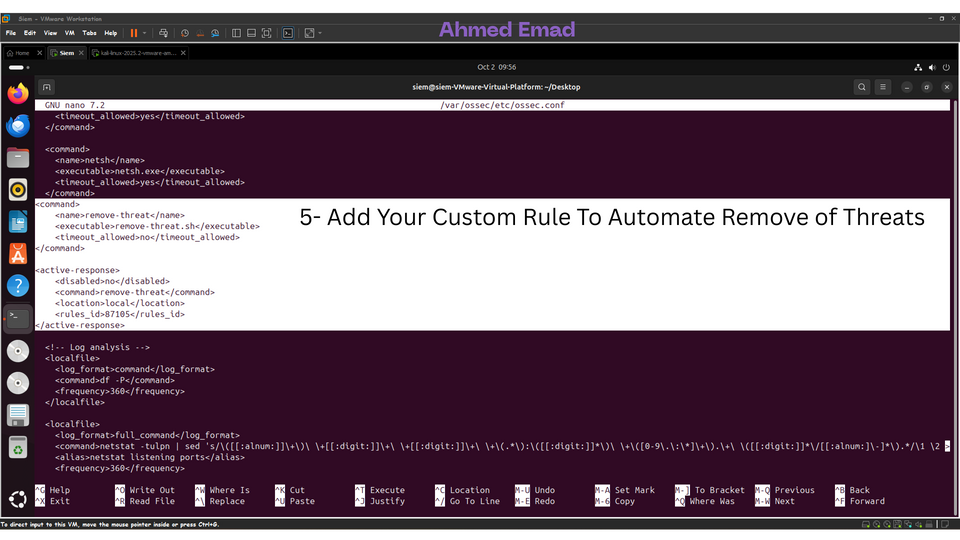 Siem - VMware Workstation
Ahmed Emad
File Edit View VM Tabs Help
Home Siem kali-linux-2025.2-vmware-am...
Oct 2 09:56
siem@siem-VMware-Virtual-Platform: ~/Desktop
GNU nano 7.2 /var/ossec/etc/ossec.conf
<timeout_allowed>yes</timeout_allowed>
</command>
<command>
<name>netsh</name>
<executable>netsh.exe</executable>
<timeout_allowed>yes</timeout_allowed>
</command>
<command>
<name>remove-threat</name>
<executable>remove-threat.sh</executable>
<timeout_allowed>no</timeout_allowed>
</command>
5- Add Your Custom Rule To Automate Remove of Threats
<active-response>
<disabled>no</disabled>
<command>remove-threat</command>
<location>local</location>
<rules_id>87105</rules_id>
</active-response>
<!-- Log analysis -->
<localfile>
<log_format>command</log_format>
<command>df -P</command>
<frequency>360</frequency>
</localfile>
<localfile>
<log_format>full_command</log_format>
<command>netstat -tulpn | sed 's/\([[:alnum:]]\+\)\ \+[[:digit:]]\+\ \+[[:digit:]]\+\ \+\(.*\):\([[:digit:]]*\)\ \+\([0-9\.\:\*]\+\).\+\ \([[:digit:]]*\/[[:alnum:]\-]*\).*/\1 \2 >
<alias>netstat listening ports</alias>
<frequency>360</frequency>
^G Help ^O Write Out ^W Where Is ^K Cut ^T Execute ^C Location M-U Undo M-A Set Mark M-] To Bracket M-Q Previous ^B Back
^X Exit ^R Read File ^\ Replace ^U Paste ^J Justify ^/ Go To Line M-E Redo M-6 Copy ^Q Where Was M-W Next ^F Forward
To direct input to this VM, move the mouse pointer inside or press Ctrl+G.